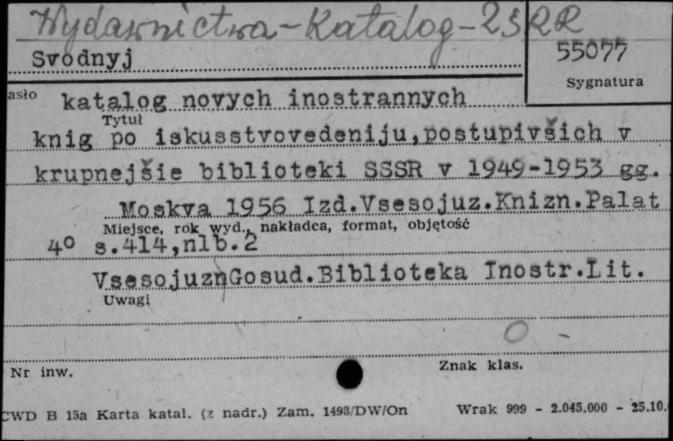 Wydawnictwa-Katalog-ZSRR
Svodnyj
55077
Sygnatura
asło
katalog novych inostrannych
Tytuł
knig po iskusstvovedeniju,postupivšich v
krupnejšie biblioteki SSSR v 1949-1953 gg.
Moskva 1956 Izd.Vsesojuz.Knizn.Palat
Miejsce, rok wyd., nakładca, format, objętość
4º s.414,nlb.2
VsesojuznGosud.Biblioteka Inostr.Lit.
Uwagi
O -
Nr inw.
Znak klas.
CWD B 15a Karta katal. (z nadr.) Zam. 1493/DW/On Wrak 999 - 2.045.000 - 25.10.